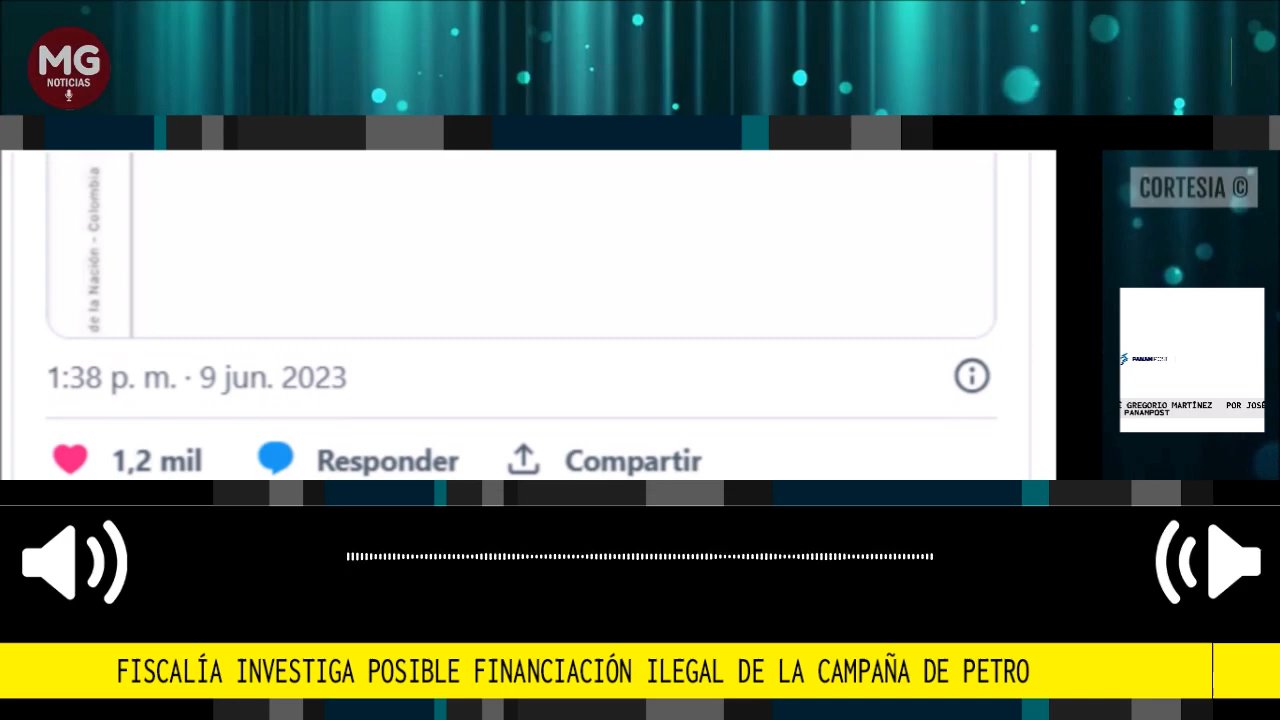 MG
NOTICIAS
CORTESIA ©
de la Nación - Colombia
1:38 p. m. · 9 jun. 2023
1,2 mil Responder Compartir
PANAMPOST
GREGORIO MARTÍNEZ POR JOSÉ
PANAMPOST
FISCALÍA INVESTIGA POSIBLE FINANCIACIÓN ILEGAL DE LA CAMPAÑA DE PETRO